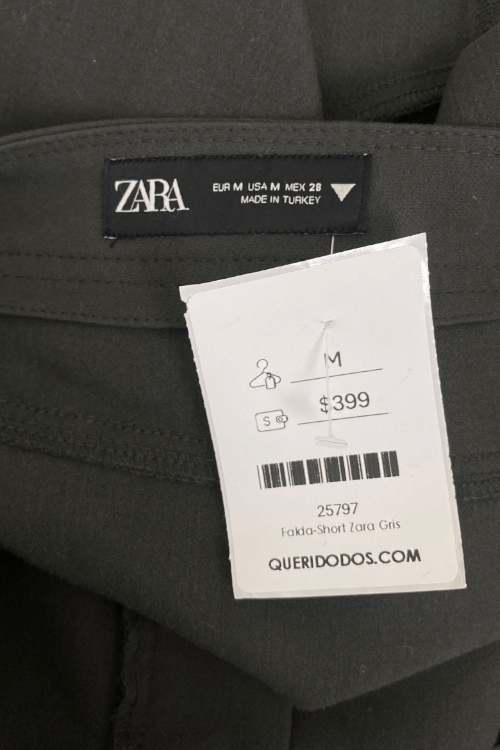 ZARA
EUR M USA M MEX 28
MADE IN TURKEY
M
$399
$
25797
Falda-Short Zara Gris
QUERIDODOS.COM